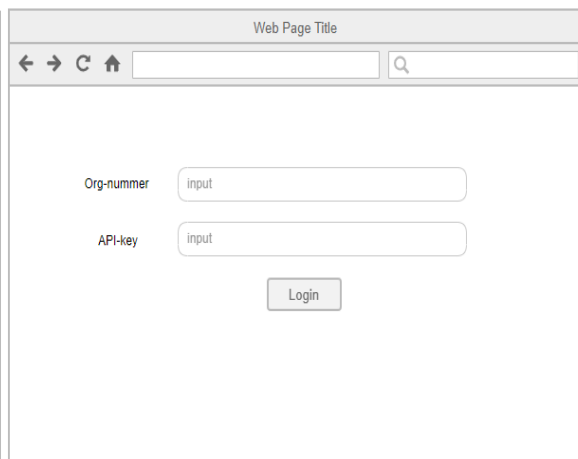 Web Page Title
Org-nummer
input
API-key
input
Login